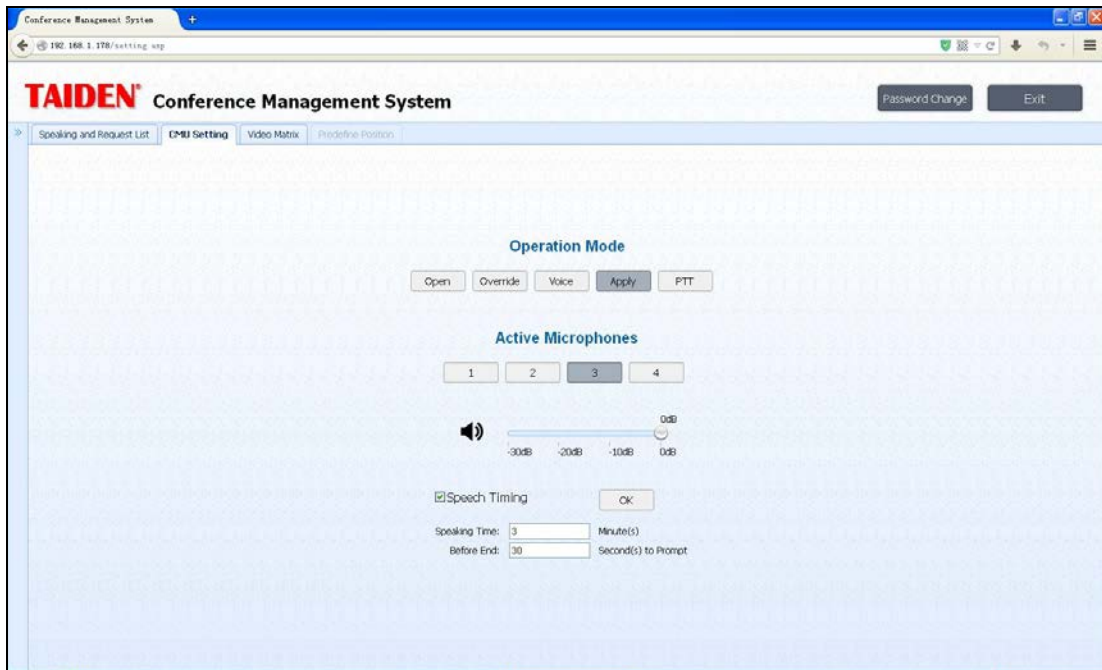 Conference Management System
192.168.1.178/setting.asp
TAIDEN® Conference Management System
Password Change
Exit
Speaking and Request List
CMU Setting
Video Matrix
Predefine Position
Operation Mode
Open
Override
Voice
Apply
PTT
Active Microphones
1
2
3
4
0dB
-30dB
-20dB
-10dB
0dB
Speech Timing
OK
Speaking Time: 3 Minute(s)
Before End: 30 Second(s) to Prompt